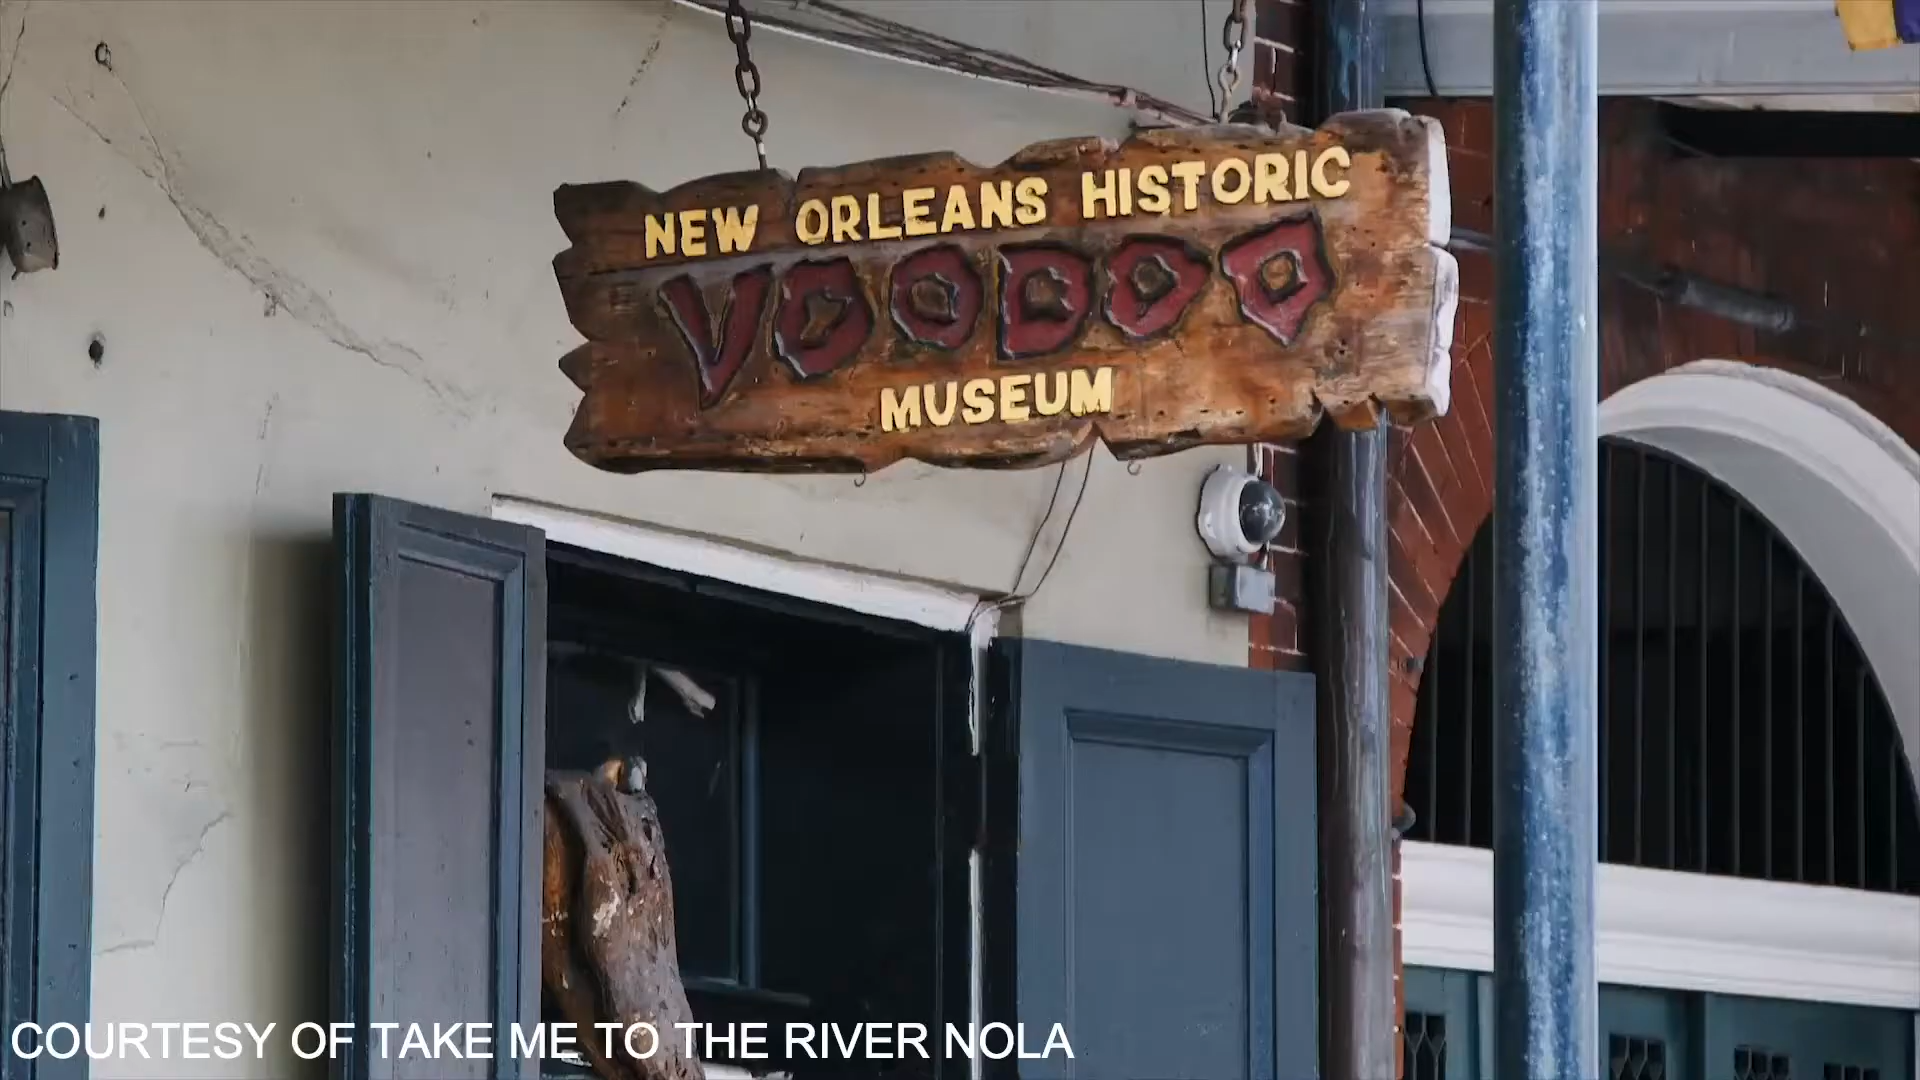 NEW ORLEANS HISTORIC
VOODOO
MUSEUM
COURTESY OF TAKE ME TO THE RIVER NOLA